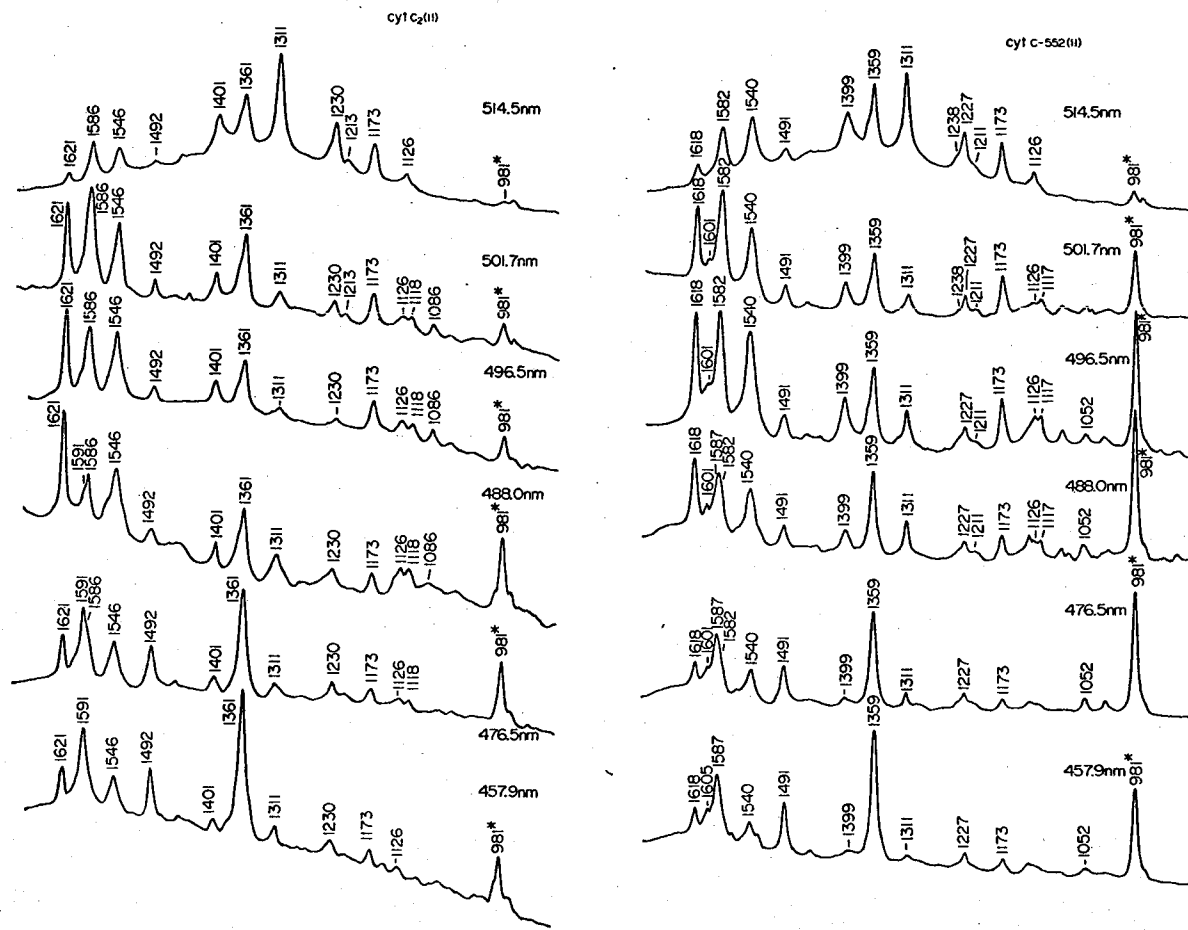 cyt c2(II)
1621 1586 1546 -1492 1401 1361 1311 1230 -1213 1173 1126 981*
514.5nm
1621 1586 1546 1492 1401 1361 1311 1230 -1213 1173 -1126 -1118 1086 981*
501.7nm
1621 1586 1546 1492 1401 1361 -1311 -1230 1173 1126 -1118 -1086 981*
496.5nm
1621 1591 1586 1546 1492 1401 1361 1311 1230 1173 1126 -1118 -1086 981*
488.0nm
1621 1591 -1586 1546 1492 1401 1361 1311 1230 1173 -1126 1118 981*
476.5nm
1621 1591 1546 1492 1401 1361 1311 1230 1173 -1126 981*
457.9nm
cyt c-552(II)
1618 1582 1540 1491 1399 1359 1311 -1238 1227 -1211 1173 1126 981*
514.5nm
1618 -1601 1582 1540 1491 1399 1359 1311 -1238 -1227 -1211 1173 -1126 -1117 981*
501.7nm
1618 -1601 1582 1540 1491 1399 1359 1311 1227 -1211 1173 1126 -1117 1052 981*
496.5nm
1618 1601 -1587 -1582 1540 1491 -1399 1359 1311 1227 -1211 1173 -1126 -1117 1052 981*
488.0nm
1618 -1601 1587 -1582 1540 1491 -1399 1359 1311 1227 1173 1052 981*
476.5nm
1618 -1605 1587 1540 1491 -1399 1359 -1311 1227 1173 -1052 981*
457.9nm